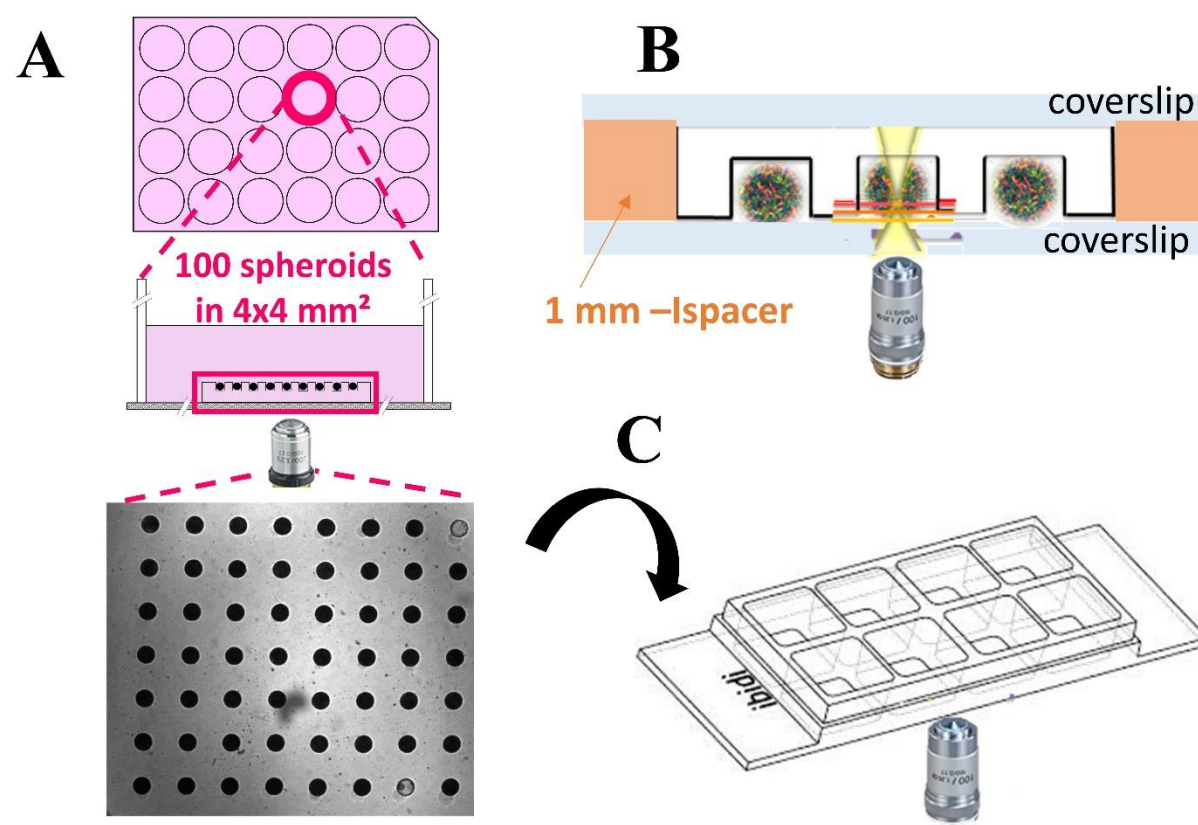 A
B
coverslip
100 spheroids
in 4x4 mm²
coverslip
1 mm –Ispacer
C
ibidi